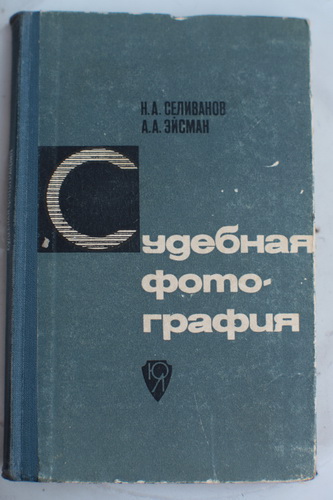 Н.А. СЕЛИВАНОВ
А.А. ЭЙСМАН
Судебная
фото-
графия
ЮЛ